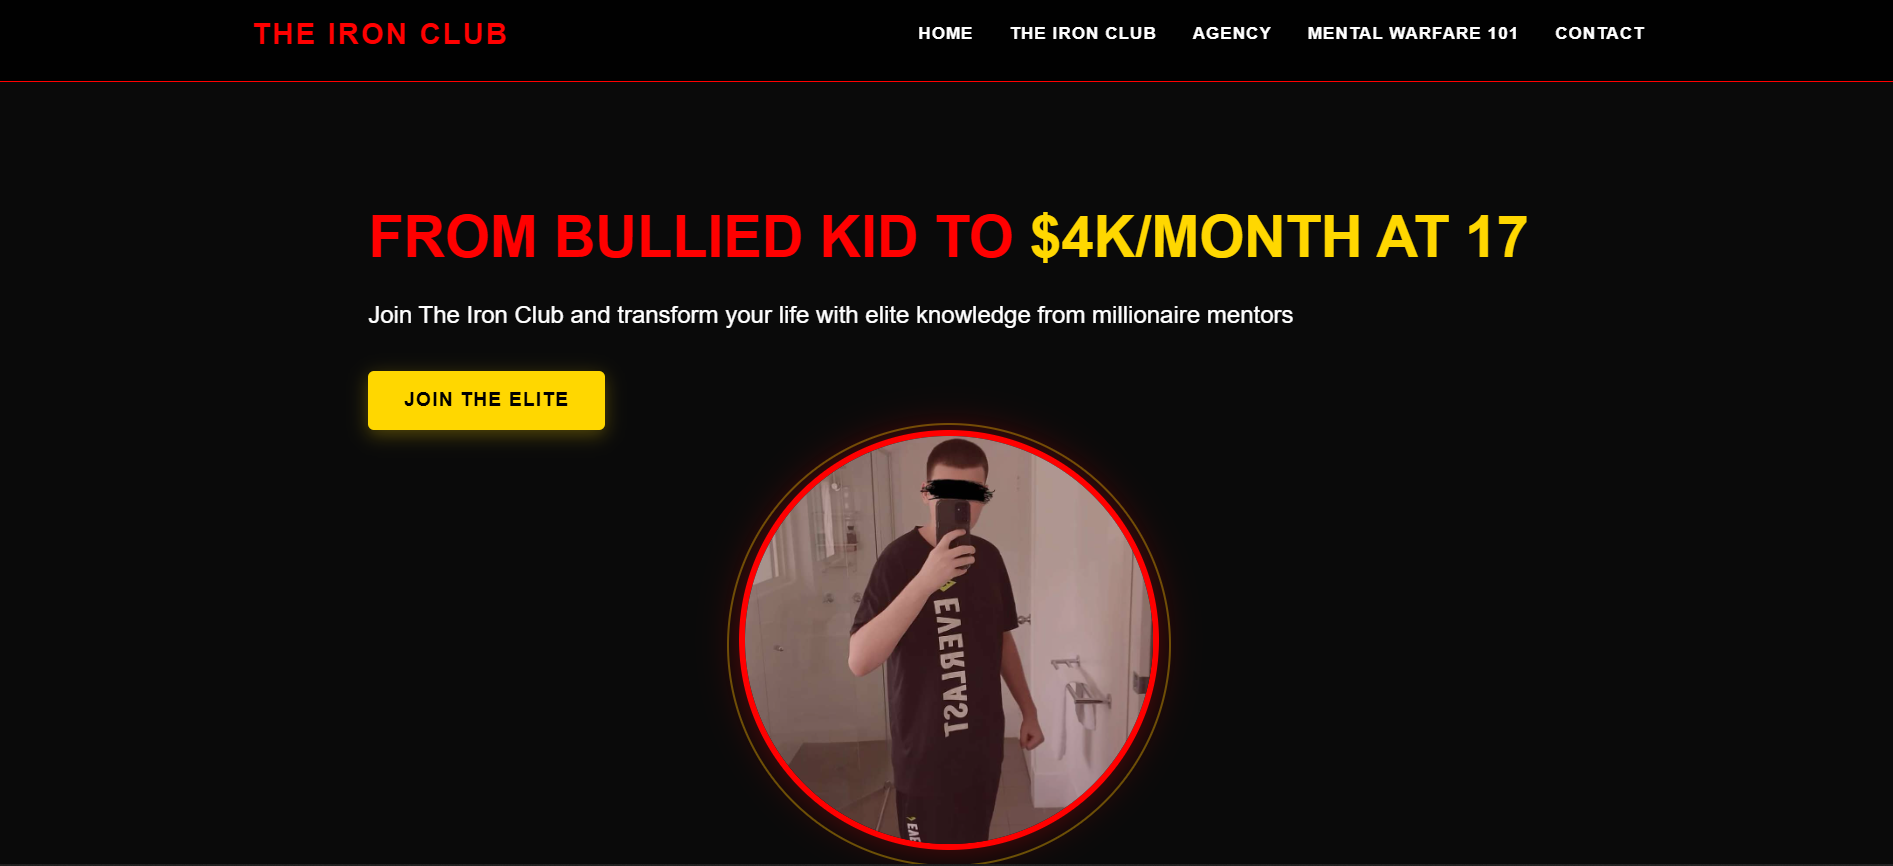 THE IRON CLUB
HOME THE IRON CLUB AGENCY MENTAL WARFARE 101 CONTACT
FROM BULLIED KID TO $4K/MONTH AT 17
Join The Iron Club and transform your life with elite knowledge from millionaire mentors
JOIN THE ELITE
EVERLAST